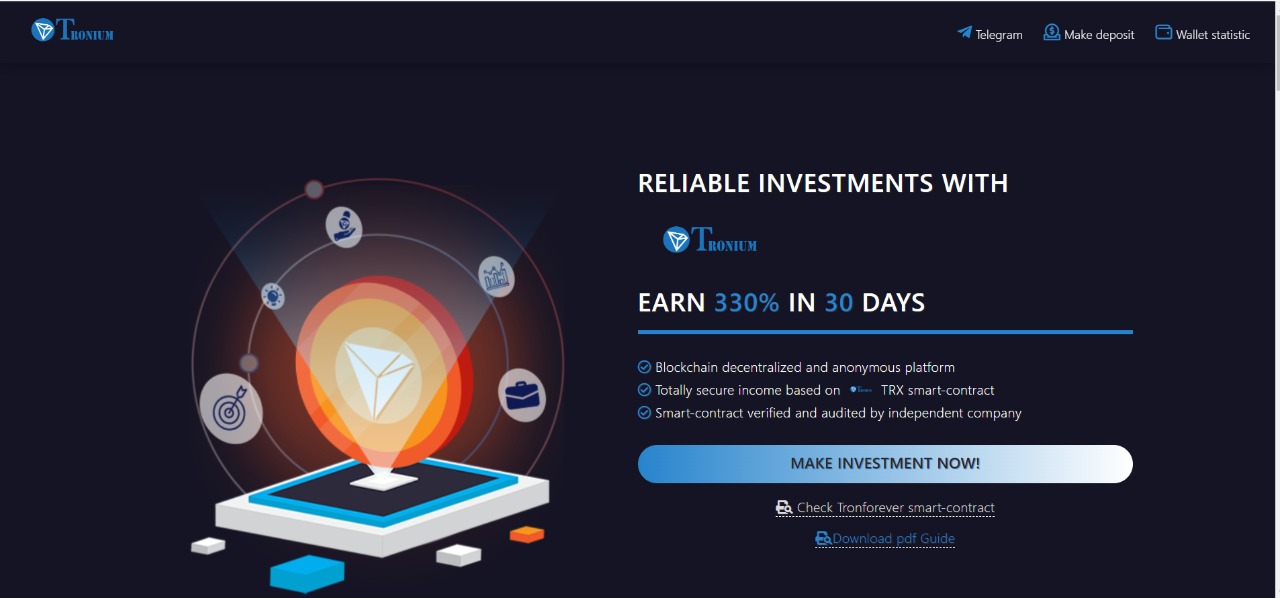 TRONIUM
Telegram
Make deposit
Wallet statistic
RELIABLE INVESTMENTS WITH
TRONIUM
EARN 330% IN 30 DAYS
Blockchain decentralized and anonymous platform
Totally secure income based on TRX smart-contract
Smart-contract verified and audited by independent company
MAKE INVESTMENT NOW!
Check Tronforever smart-contract
Download pdf Guide